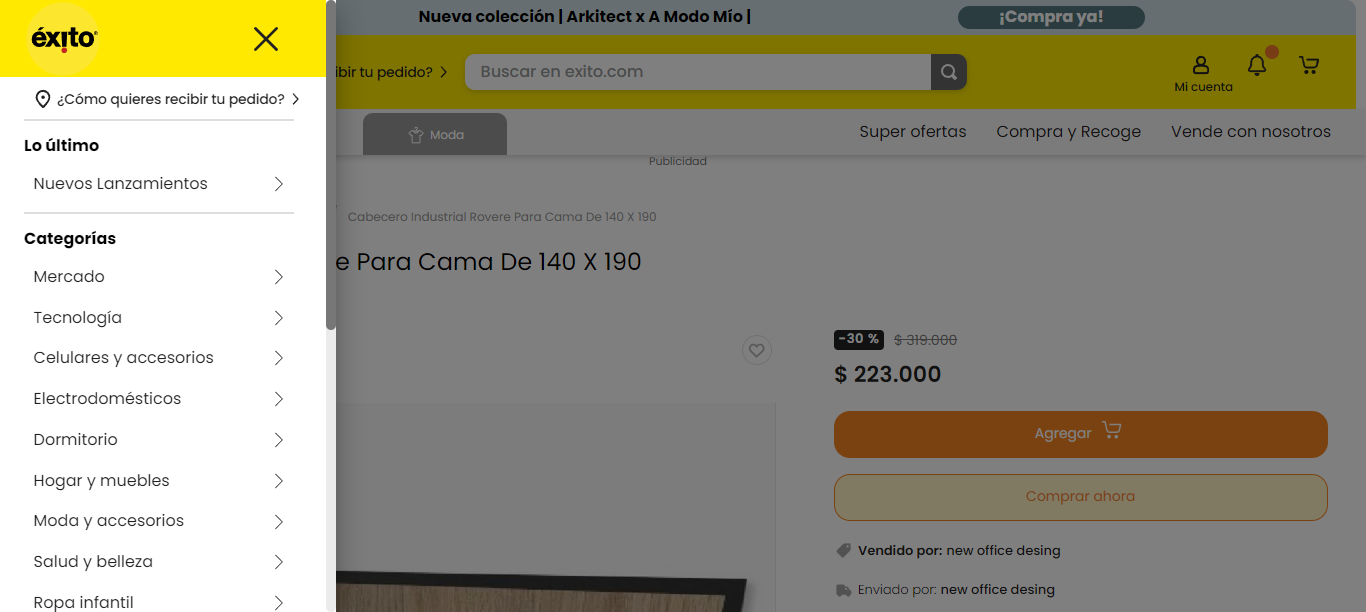 éxito
¿Cómo quieres recibir tu pedido?
Lo último
Nuevos Lanzamientos
Categorías
Mercado
Tecnología
Celulares y accesorios
Electrodomésticos
Dormitorio
Hogar y muebles
Moda y accesorios
Salud y belleza
Ropa infantil
Nueva colección | Arkitect x A Modo Mío |
¡Compra ya!
ibir tu pedido?
Buscar en exito.com
Mi cuenta
Moda
Super ofertas
Compra y Recoge
Vende con nosotros
Publicidad
Cabecero Industrial Rovere Para Cama De 140 X 190
e Para Cama De 140 X 190
-30 % $ 319.000
$ 223.000
Agregar
Comprar ahora
Vendido por: new office desing
Enviado por: new office desing